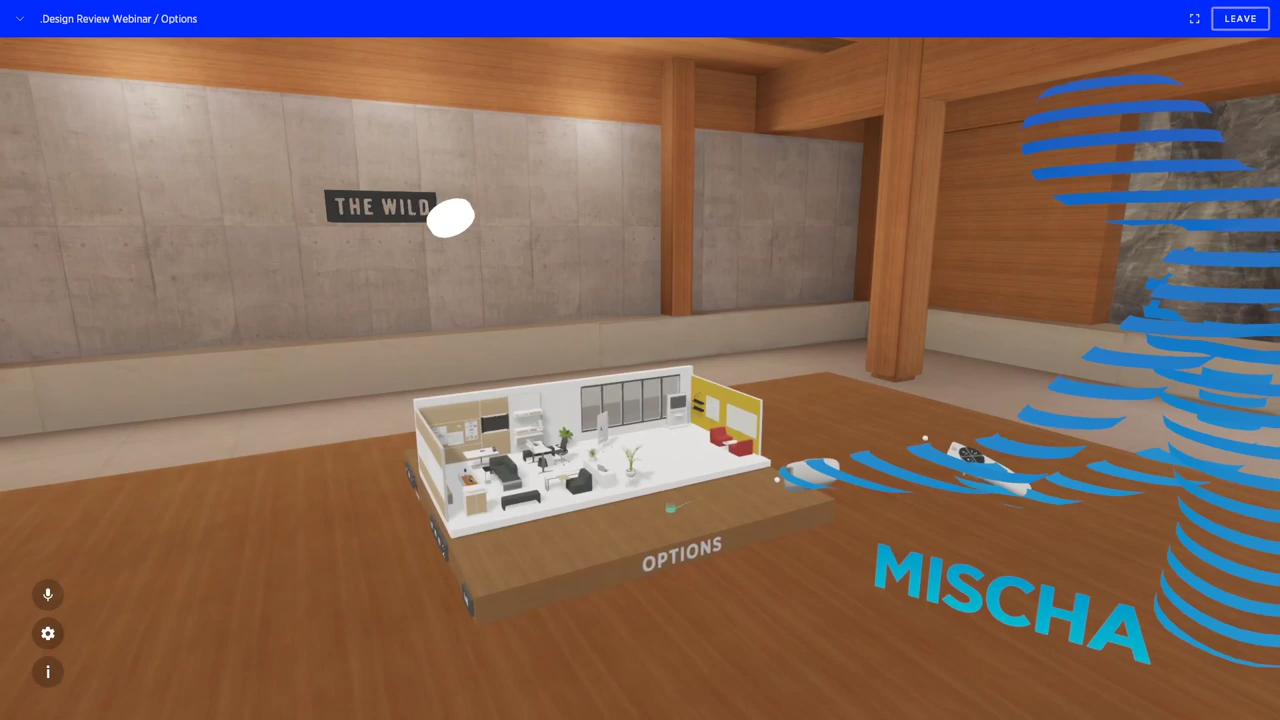 .Design Review Webinar / Options
LEAVE
THE WILD
OPTIONS
MISCHA